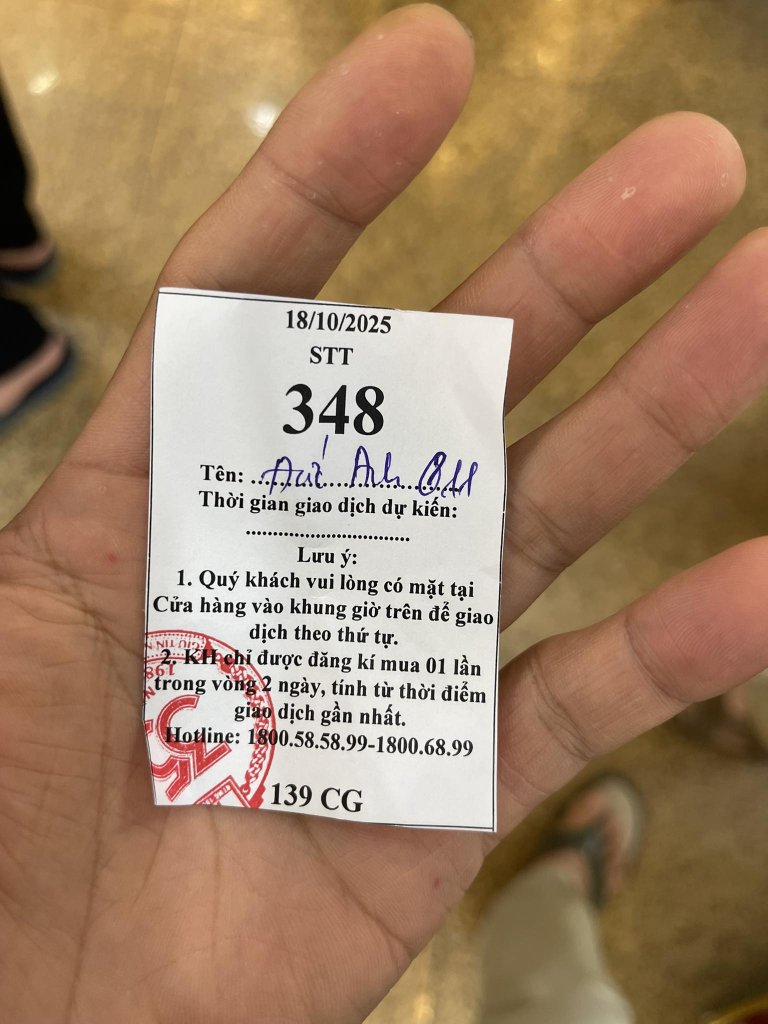 18/10/2025
STT
348
Tên: ................................
Thời gian giao dịch dự kiến:
.................................
Lưu ý:
1. Quý khách vui lòng có mặt tại
Cửa hàng vào khung giờ trên để giao
dịch theo thứ tự.
2. KH chỉ được đăng kí mua 01 lần
trong vòng 2 ngày, tính từ thời điểm
giao dịch gần nhất.
Hotline: 1800.58.58.99-1800.68.99
139 CG